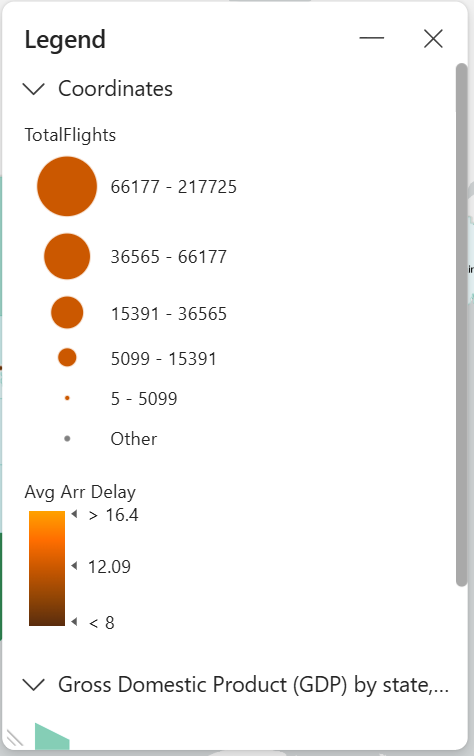 Legend
Coordinates
TotalFlights
66177 - 217725
36565 - 66177
15391 - 36565
5099 - 15391
5 - 5099
Other
Avg Arr Delay
> 16.4
12.09
< 8
Gross Domestic Product (GDP) by state,...